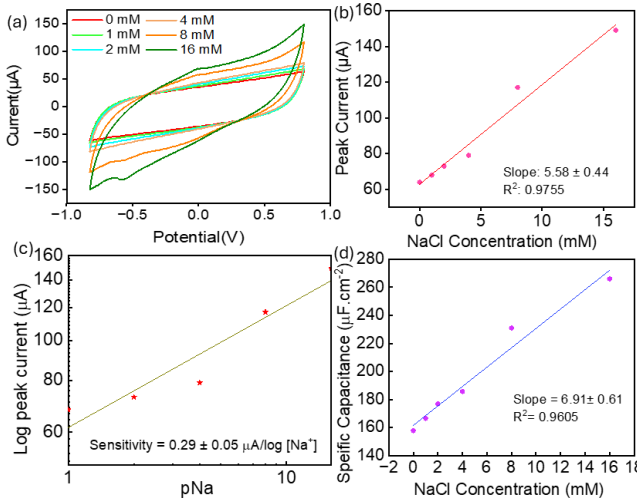 (a)
0 mM
1 mM
2 mM
4 mM
8 mM
16 mM
150
100
50
0
−50
−100
−150
Current(µA)
−1.0
−0.5
0.0
0.5
1.0
Potential(V)
(b)
160
140
120
100
80
60
Peak Current (µA)
Slope: 5.58 ± 0.44
R²: 0.9755
0
5
10
15
NaCl Concentration (mM)
(c)
160
140
120
100
80
60
Log peak current (µA)
Sensitivity = 0.29 ± 0.05 µA/log [Na⁺]
1
10
pNa
(d)
280
260
240
220
200
180
160
140
Speific Capacitance (µF.cm⁻²)
Slope = 6.91± 0.61
R²= 0.9605
−2
0
2
4
6
8
10
12
14
16
18
NaCl Concentration (mM)